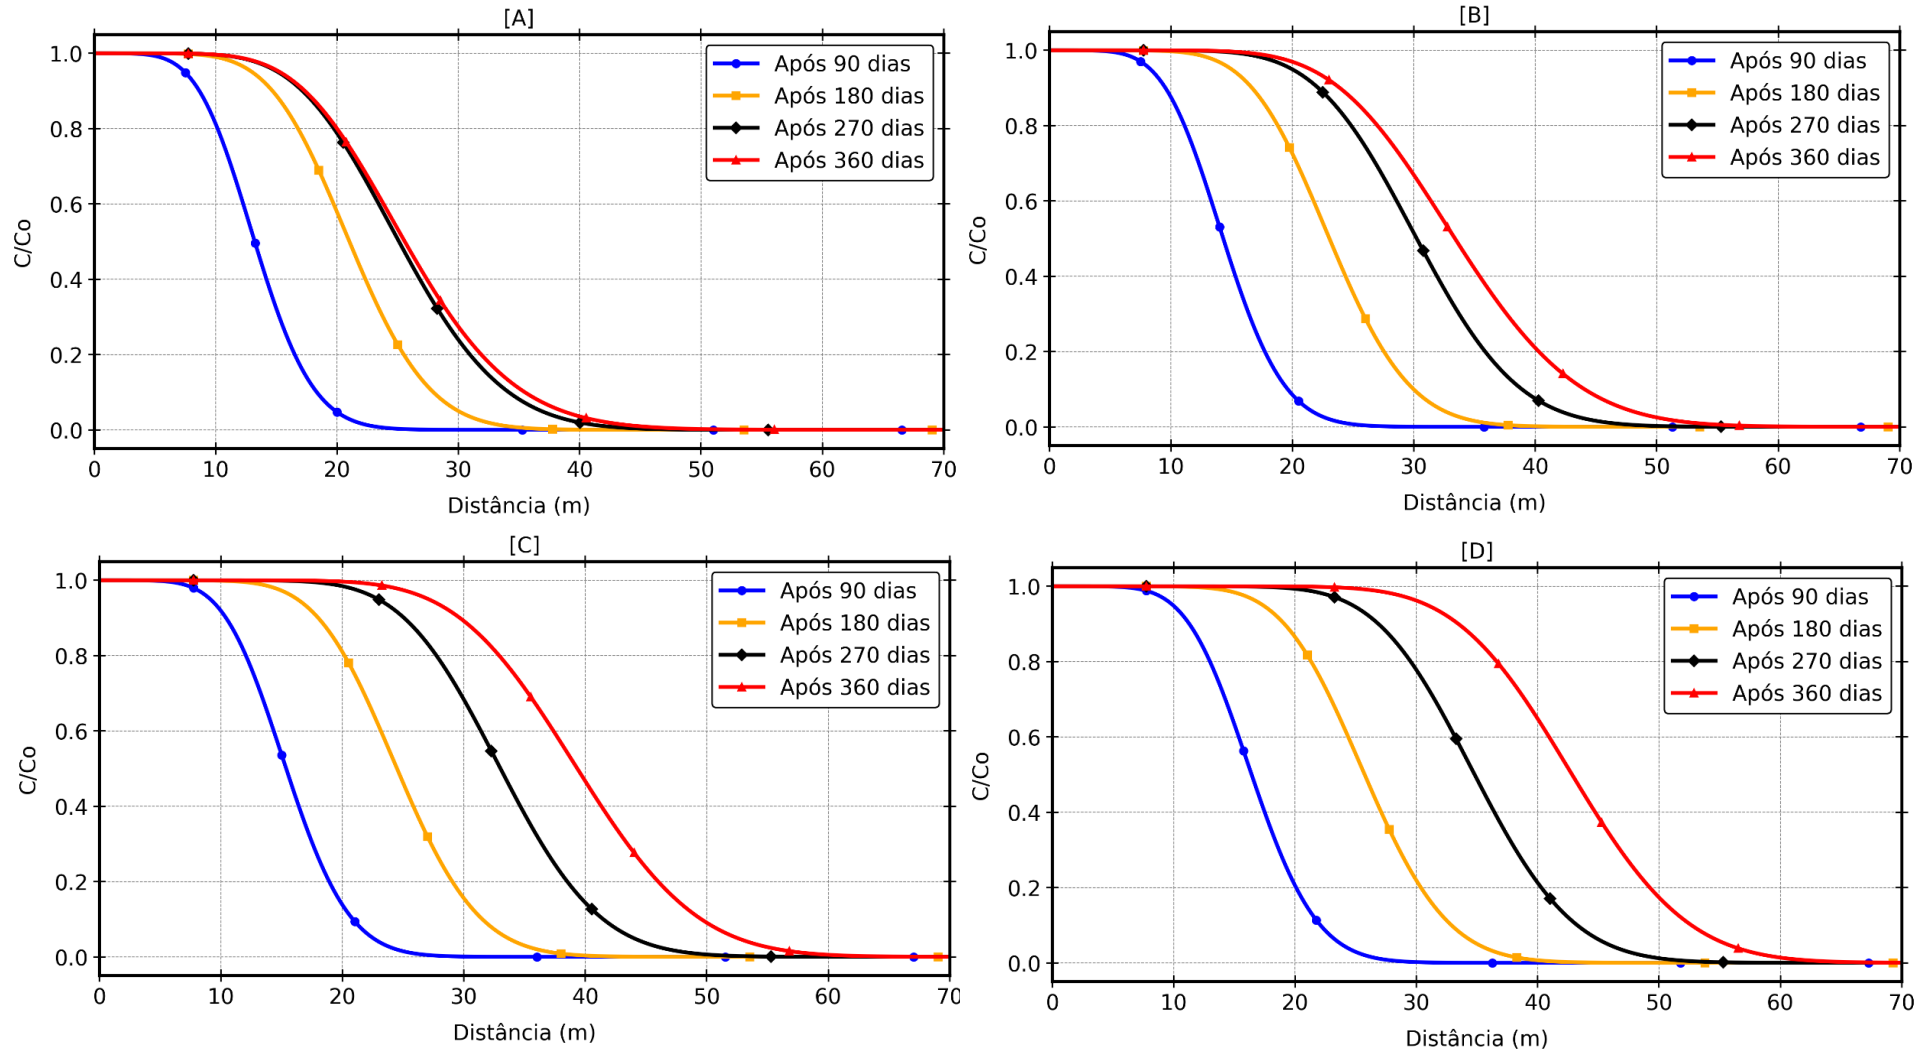 [A]
1.0
0.8
0.6
0.4
0.2
0.0
C/Co
Após 90 dias
Após 180 dias
Após 270 dias
Após 360 dias
0 10 20 30 40 50 60 70
Distância (m)
[B]
1.0
0.8
0.6
0.4
0.2
0.0
C/Co
Após 90 dias
Após 180 dias
Após 270 dias
Após 360 dias
0 10 20 30 40 50 60 70
Distância (m)
[C]
1.0
0.8
0.6
0.4
0.2
0.0
C/Co
Após 90 dias
Após 180 dias
Após 270 dias
Após 360 dias
0 10 20 30 40 50 60 70
Distância (m)
[D]
1.0
0.8
0.6
0.4
0.2
0.0
C/Co
Após 90 dias
Após 180 dias
Após 270 dias
Após 360 dias
0 10 20 30 40 50 60 70
Distância (m)